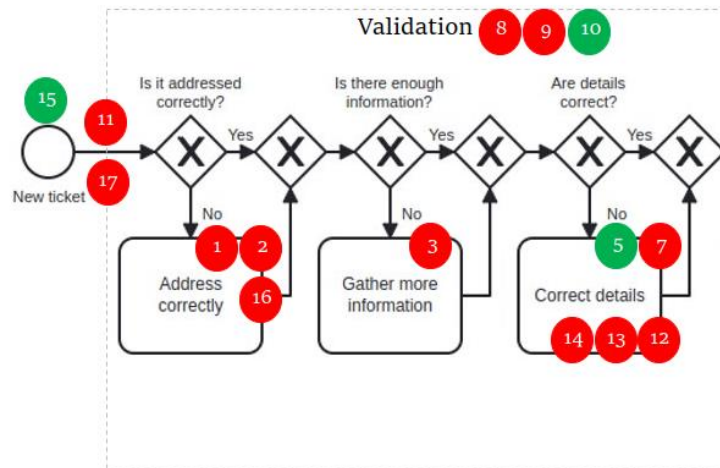 Validation 8 9 10
Is it addressed
correctly?
Is there enough
information?
Are details
correct?
15
11
Yes
Yes
Yes
17
New ticket
No
No
No
1 2
3
5 7
Address
correctly
16
Gather more
information
Correct details
14 13 12